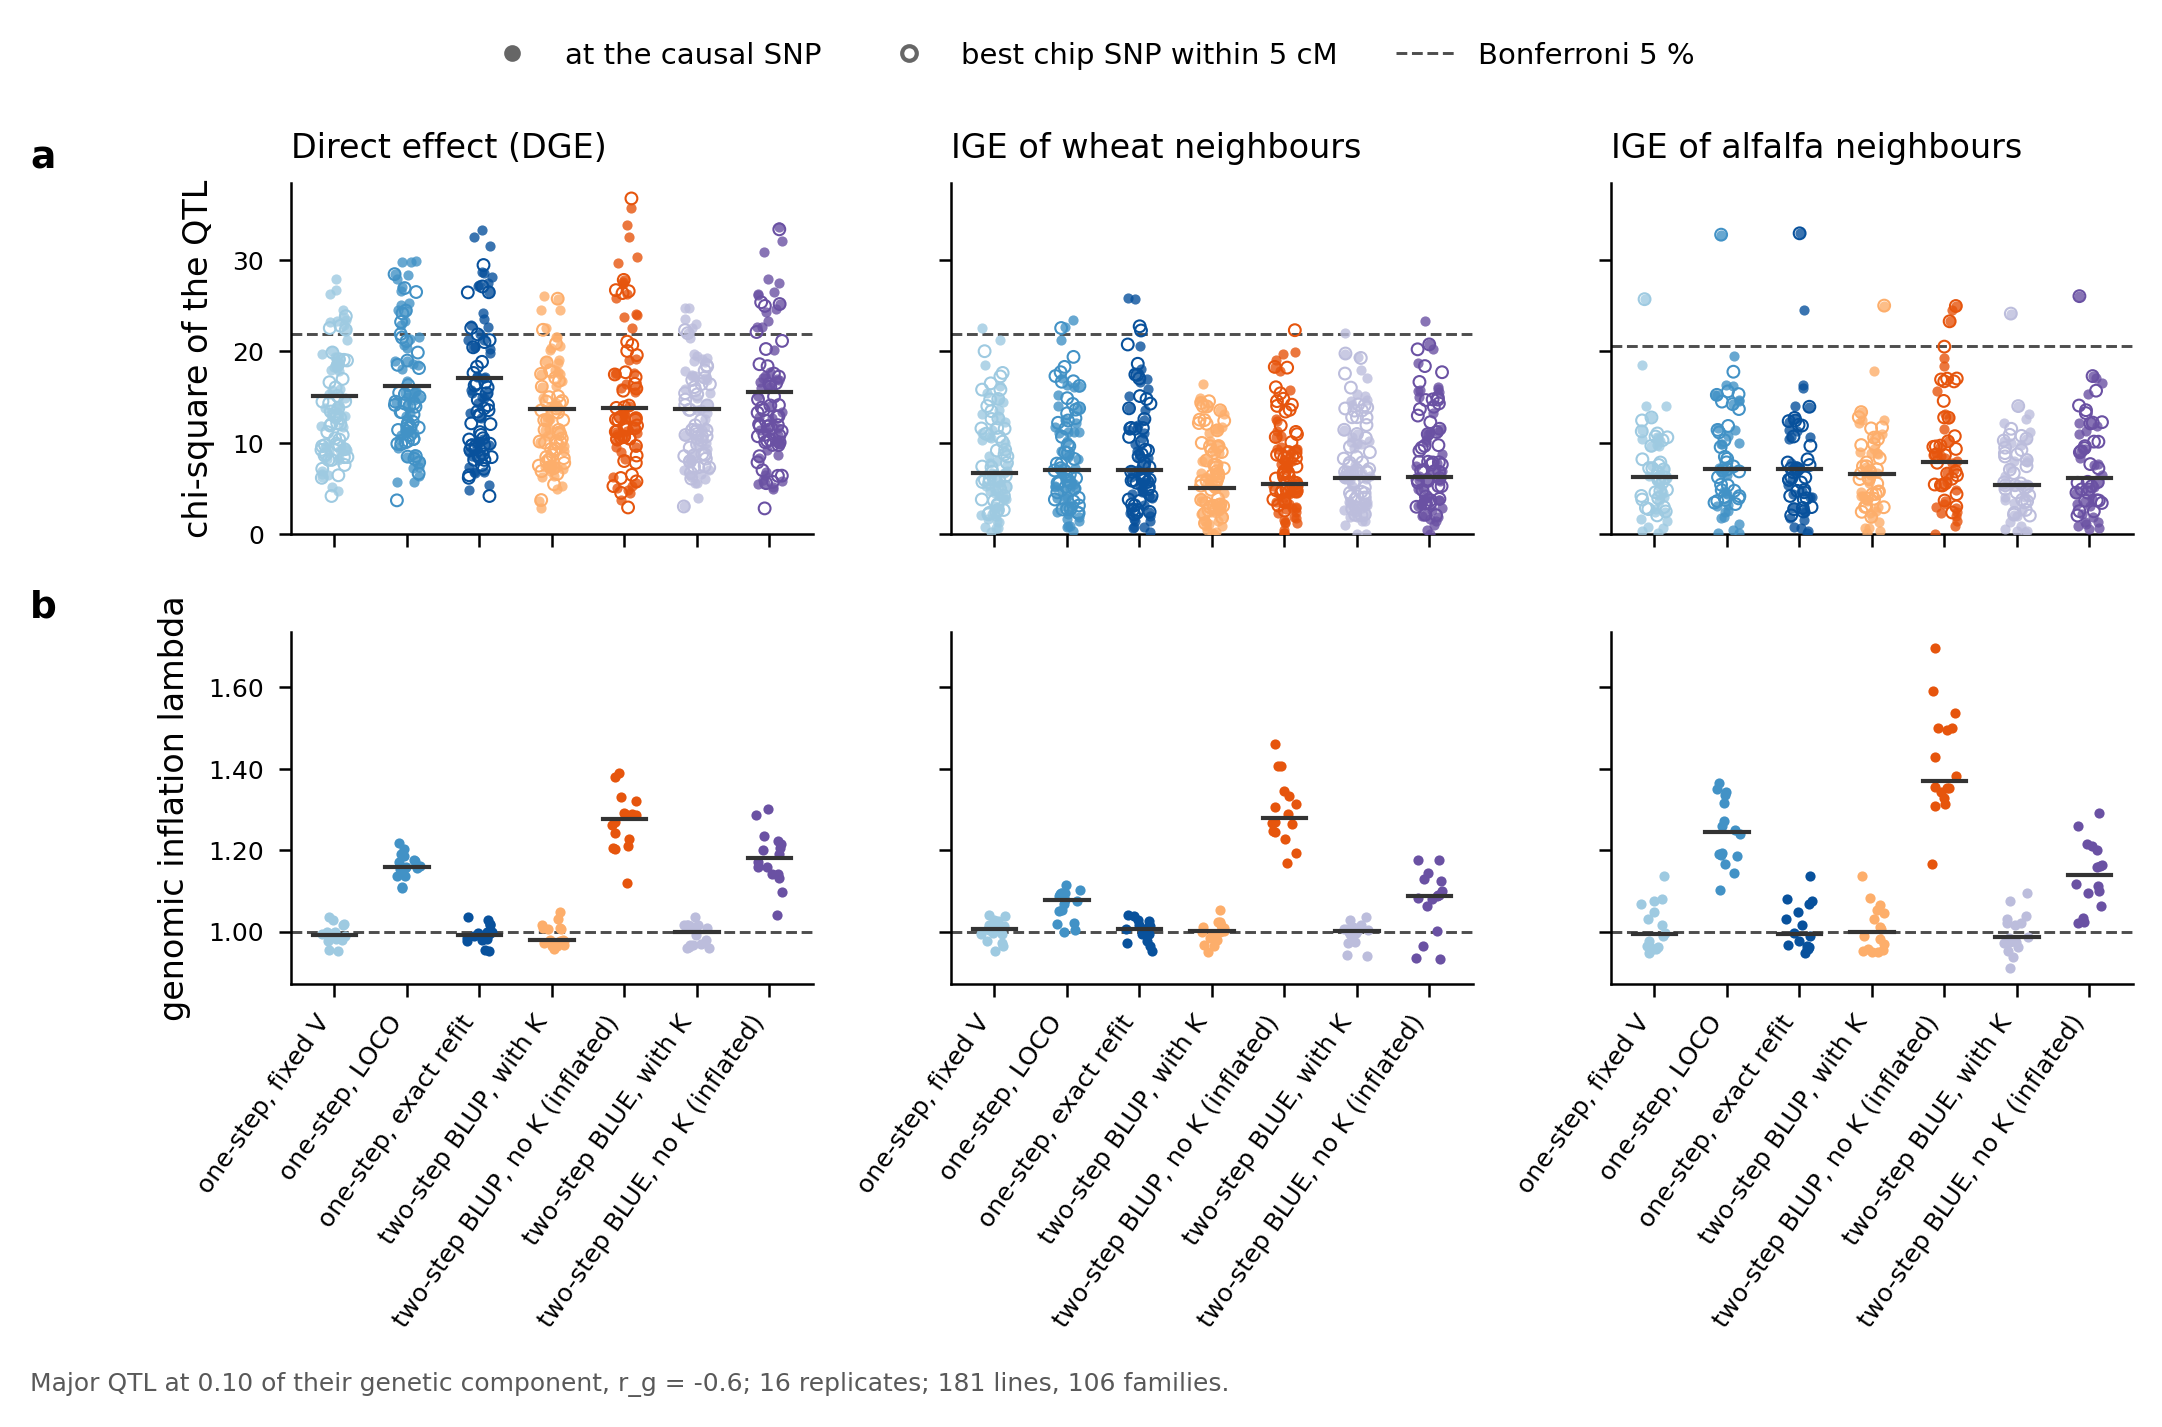 at the causal SNP
best chip SNP within 5 cM
Bonferroni 5 %
a
Direct effect (DGE)
IGE of wheat neighbours
IGE of alfalfa neighbours
chi-square of the QTL
30
20
10
0
b
genomic inflation lambda
1.60
1.40
1.20
1.00
one-step, fixed V
one-step, LOCO
one-step, exact refit
two-step BLUP, with K
two-step BLUP, no K (inflated)
two-step BLUE, with K
two-step BLUE, no K (inflated)
one-step, fixed V
one-step, LOCO
one-step, exact refit
two-step BLUP, with K
two-step BLUP, no K (inflated)
two-step BLUE, with K
two-step BLUE, no K (inflated)
one-step, fixed V
one-step, LOCO
one-step, exact refit
two-step BLUP, with K
two-step BLUP, no K (inflated)
two-step BLUE, with K
two-step BLUE, no K (inflated)
Major QTL at 0.10 of their genetic component, r_g = -0.6; 16 replicates; 181 lines, 106 families.